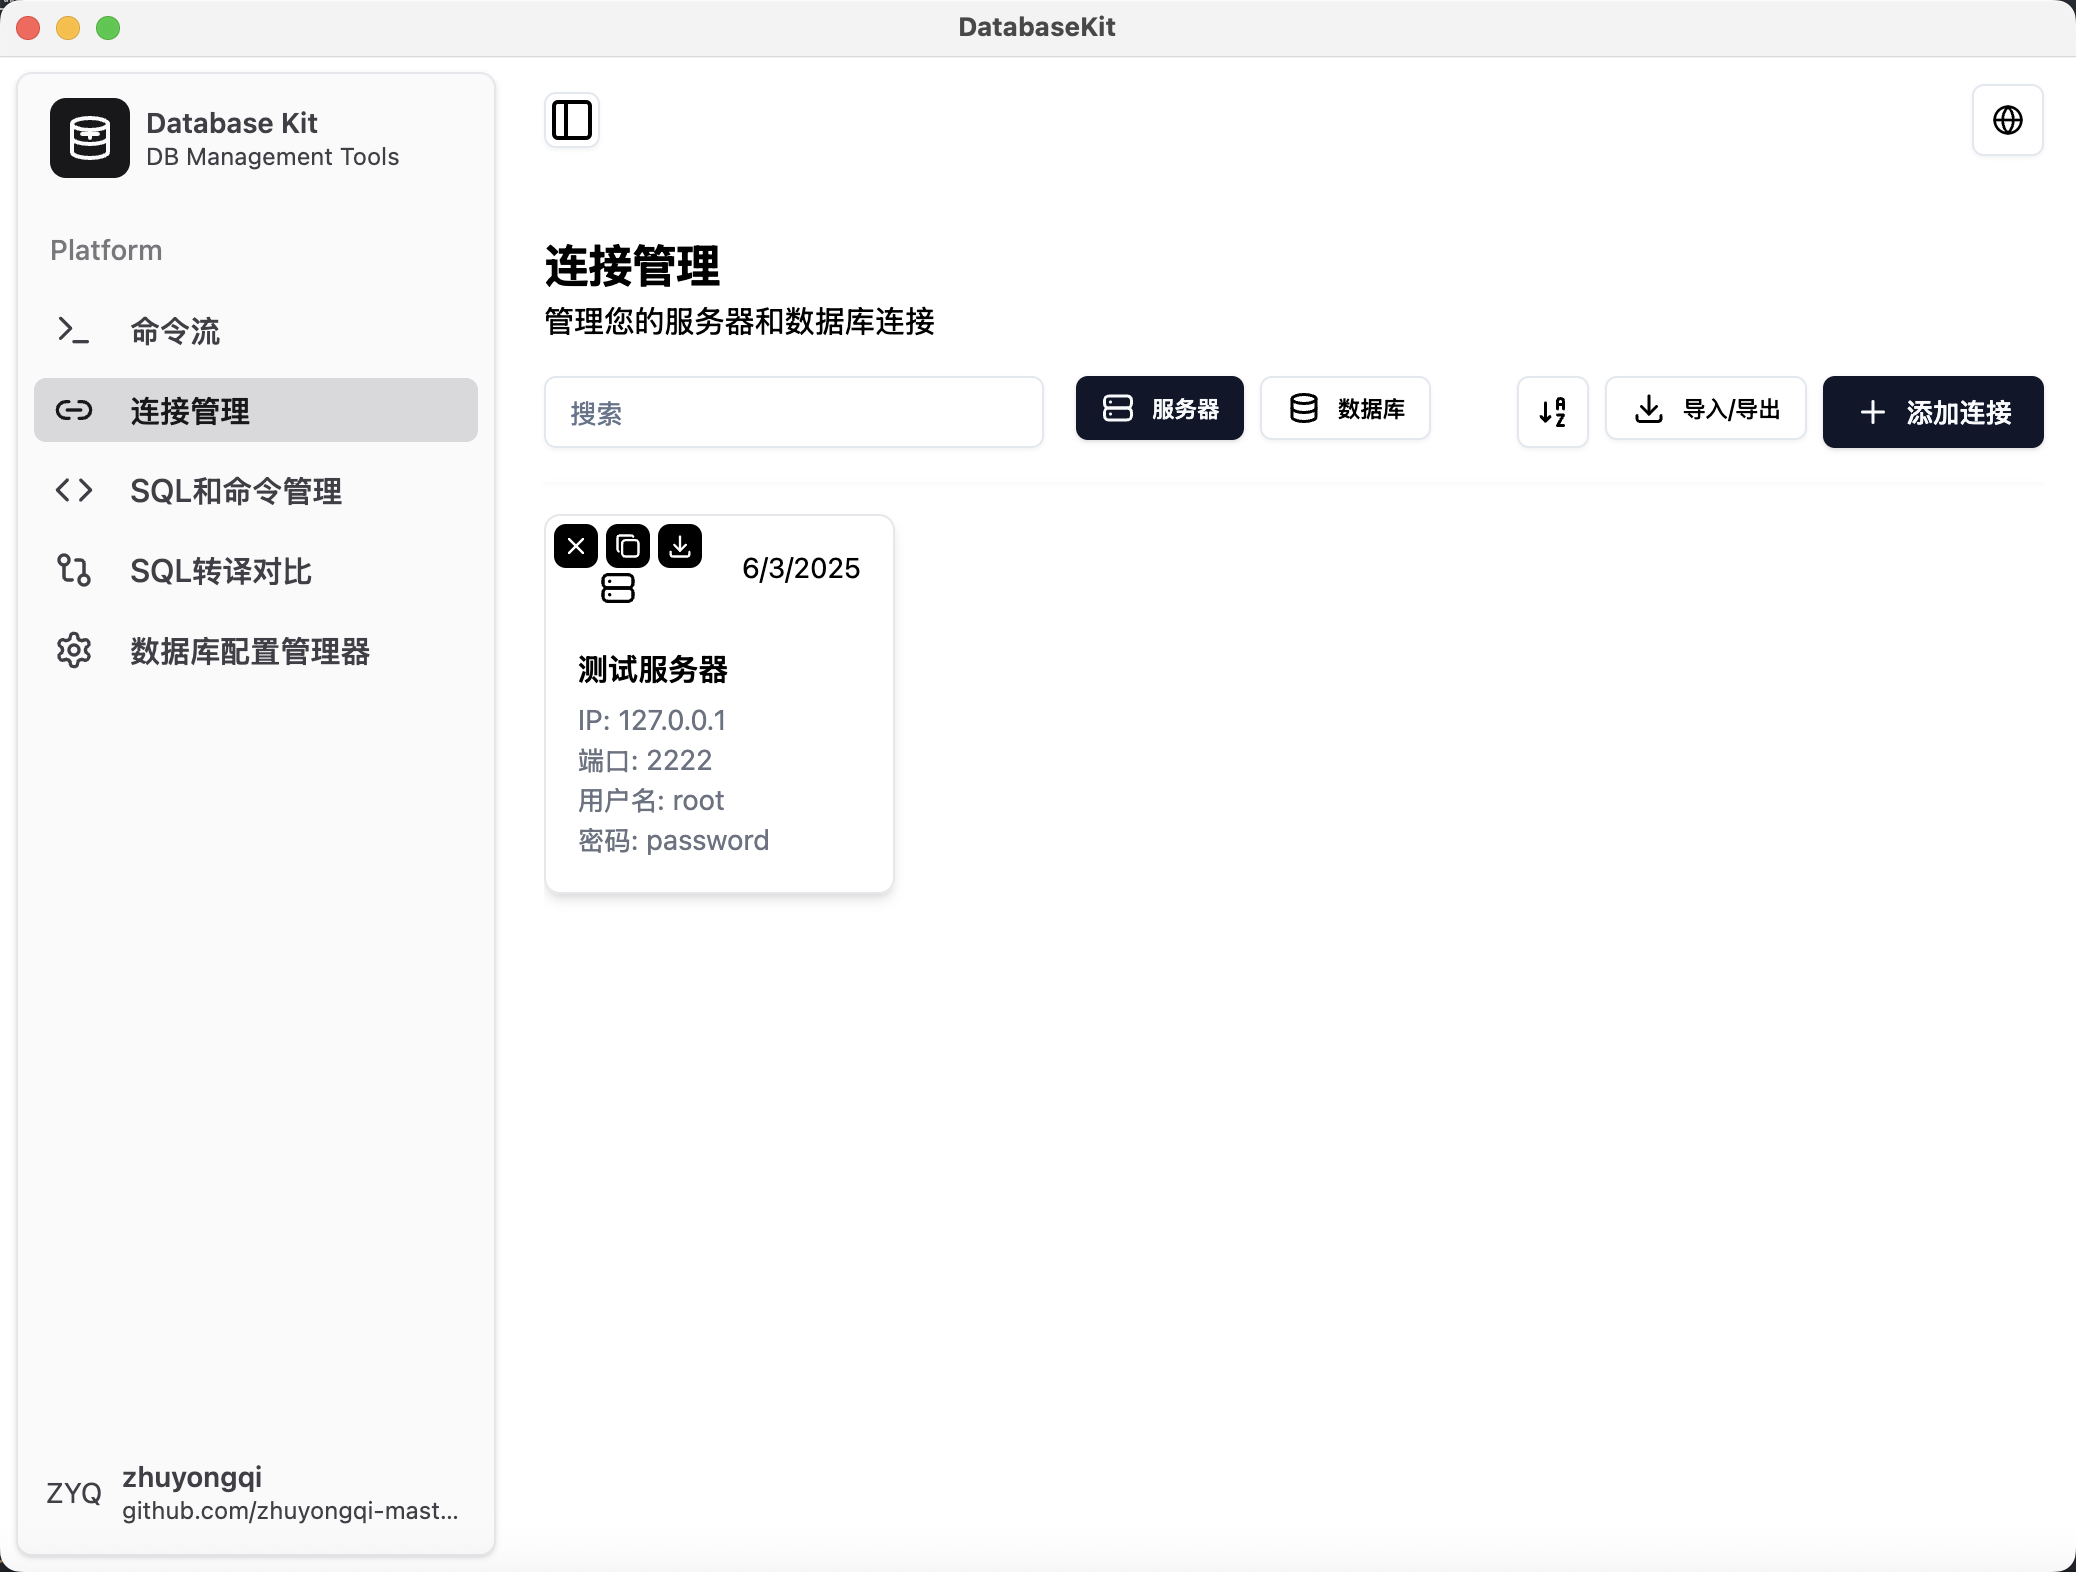 DatabaseKit
Database Kit
DB Management Tools
Platform
命令流
连接管理
SQL和命令管理
SQL转译对比
数据库配置管理器
ZYQ
zhuyongqi
github.com/zhuyongqi-mast...
连接管理
管理您的服务器和数据库连接
搜索
服务器
数据库
导入/导出
添加连接
6/3/2025
测试服务器
IP: 127.0.0.1
端口: 2222
用户名: root
密码: password